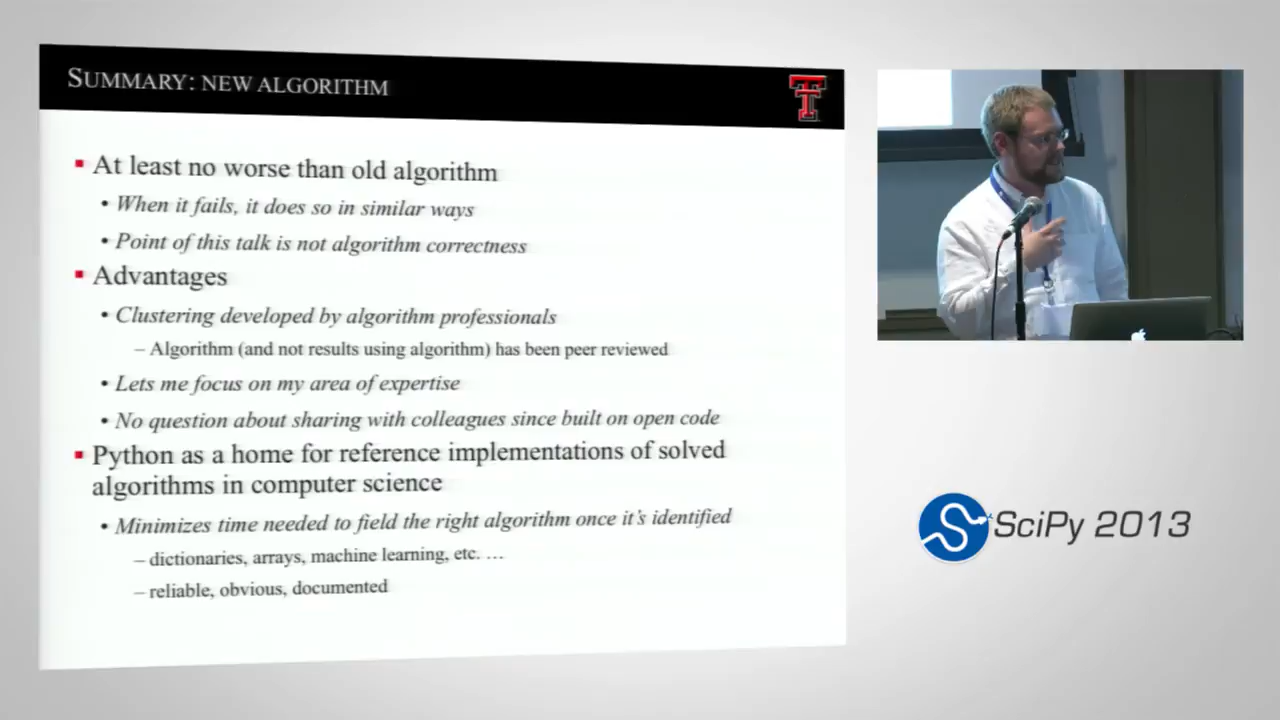 SUMMARY: NEW ALGORITHM
▪ At least no worse than old algorithm
• When it fails, it does so in similar ways
• Point of this talk is not algorithm correctness
▪ Advantages
• Clustering developed by algorithm professionals
– Algorithm (and not results using algorithm) has been peer reviewed
• Lets me focus on my area of expertise
• No question about sharing with colleagues since built on open code
▪ Python as a home for reference implementations of solved
algorithms in computer science
• Minimizes time needed to field the right algorithm once it's identified
– dictionaries, arrays, machine learning, etc. …
– reliable, obvious, documented
SciPy 2013